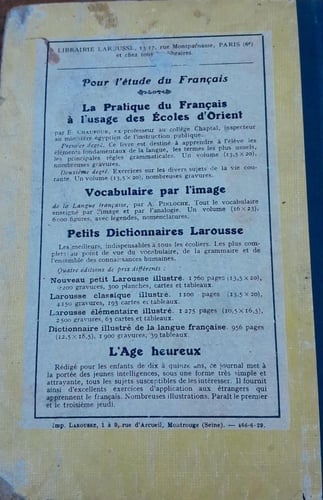 LIBRAIRIE LAROUSSE, 13-17, rue Montparnasse, PARIS (6e)
et chez tous libraires.
Pour l'étude du Français
La Pratique du Français
à l'usage des Écoles d'Orient
par ex professeur au collège Chaptal, inspecteur
au ministère égyptien de l'instruction publique.
Premier degré. Ce livre est destiné à apprendre à l'élève les
éléments fondamentaux de la langue, les termes les plus usuels,
les principales règles grammaticales. Un volume (13,5 × 20),
nombreuses gravures.
Deuxième degré. Exercices sur les divers sujets de la vie cou-
rante. Un volume (13,5 × 20), nombreuses gravures.
Vocabulaire par l'image
de la Langue française, par A. PINLOCHE. Tout le vocabulaire
enseigné par l'image et par l'analogie. Un volume (16 × 23),
6000 figures, avec légendes, nomenclatures.
Petits Dictionnaires Larousse
Les meilleurs, indispensables à tous les écoliers. Les plus com-
plets au point de vue du vocabulaire, de la grammaire et de
l'ensemble des connaissances humaines.
Quatre éditions de prix différents :
Nouveau petit Larousse illustré. 1 760 pages (13,5 × 20),
6200 gravures, 300 planches, cartes et tableaux.
Larousse classique illustré. 1100 pages (13,5 × 20),
4150 gravures, 193 cartes et tableaux.
Larousse élémentaire illustré. 1 275 pages (10,5 × 16,5),
2 500 gravures, 63 cartes et tableaux.
Dictionnaire illustré de la langue française. 956 pages
(12,5 × 16,5), 1 900 gravures, 39 tableaux.
L'Age heureux
Rédigé pour les enfants de dix à quinze ans, ce journal met
à la portée des jeunes intelligences, sous une forme très simple et
attrayante, tous les sujets susceptibles de les intéresser. Il fournit
ainsi d'excellents exercices d'application aux étrangers qui
apprennent le français. Nombreuses illustrations. Paraît le premier
et le troisième jeudi.
Imp. LAROUSSE, 1 à 9, rue d'Arcueil, Montrouge (Seine). — 466-6-29.